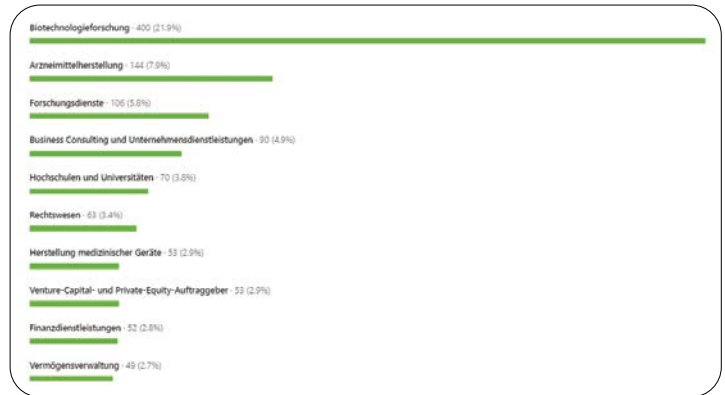 Biotechnologieforschung · 400 (21.9%)
Arzneimittelherstellung · 144 (7.9%)
Forschungsdienste · 106 (5.8%)
Business Consulting und Unternehmensdienstleistungen · 90 (4.9%)
Hochschulen und Universitäten · 70 (3.8%)
Rechtswesen · 63 (3.4%)
Herstellung medizinischer Geräte · 53 (2.9%)
Venture-Capital- und Private-Equity-Auftraggeber · 53 (2.9%)
Finanzdienstleistungen · 52 (2.8%)
Vermögensverwaltung · 49 (2.7%)